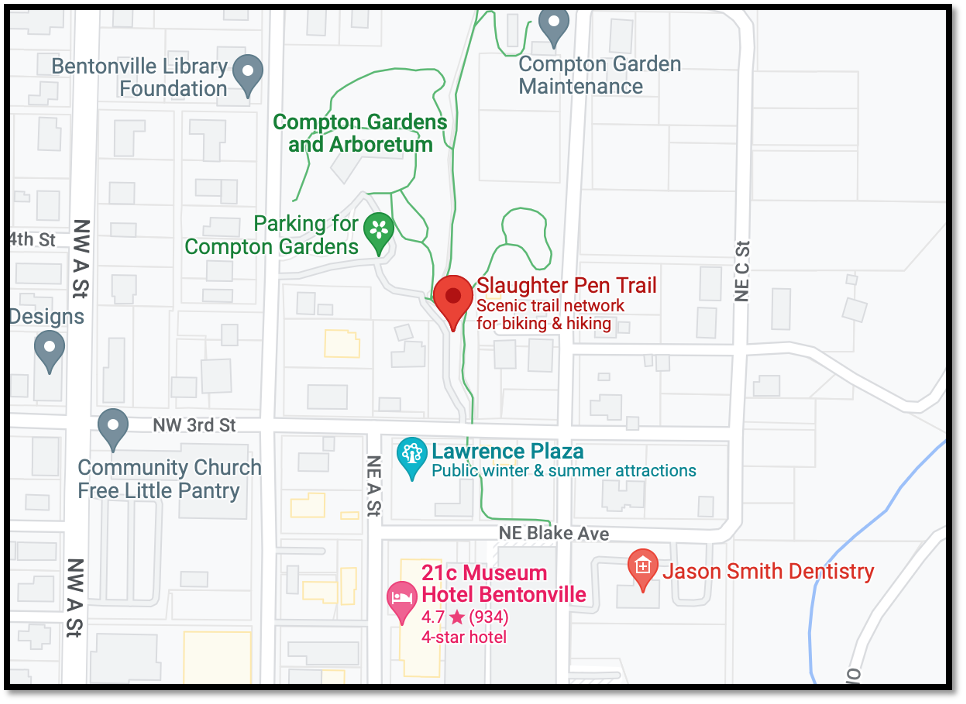 Bentonville Library
Foundation
Compton Garden
Maintenance
Compton Gardens
and Arboretum
Parking for
Compton Gardens
4th St
NW A St
NE C St
Slaughter Pen Trail
Scenic trail network
for biking & hiking
Designs
NW 3rd St
Community Church
Free Little Pantry
NE A St
Lawrence Plaza
Public winter & summer attractions
NE Blake Ave
NW A St
21c Museum
Hotel Bentonville
4.7 ★ (934)
4-star hotel
Jason Smith Dentistry